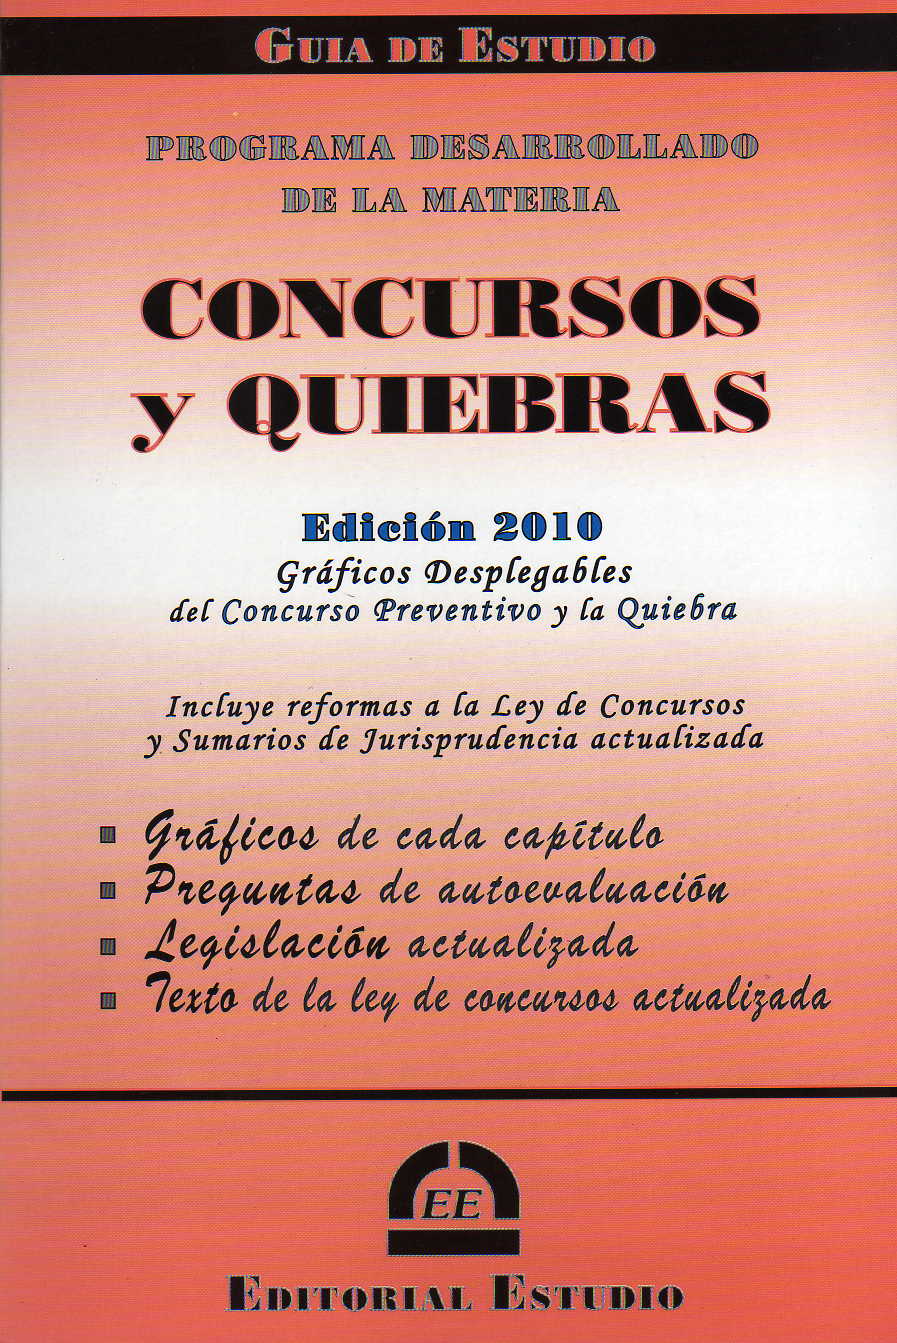 GUIA DE ESTUDIO
PROGRAMA DESARROLLADO
DE LA MATERIA
CONCURSOS
y QUIEBRAS
Edición 2010
Gráficos Desplegables
del Concurso Preventivo y la Quiebra
Incluye reformas a la Ley de Concursos
y Sumarios de Jurisprudencia actualizada
Gráficos de cada capítulo
Preguntas de autoevaluación
Legislación actualizada
Texto de la ley de concursos actualizada
EE
EDITORIAL ESTUDIO